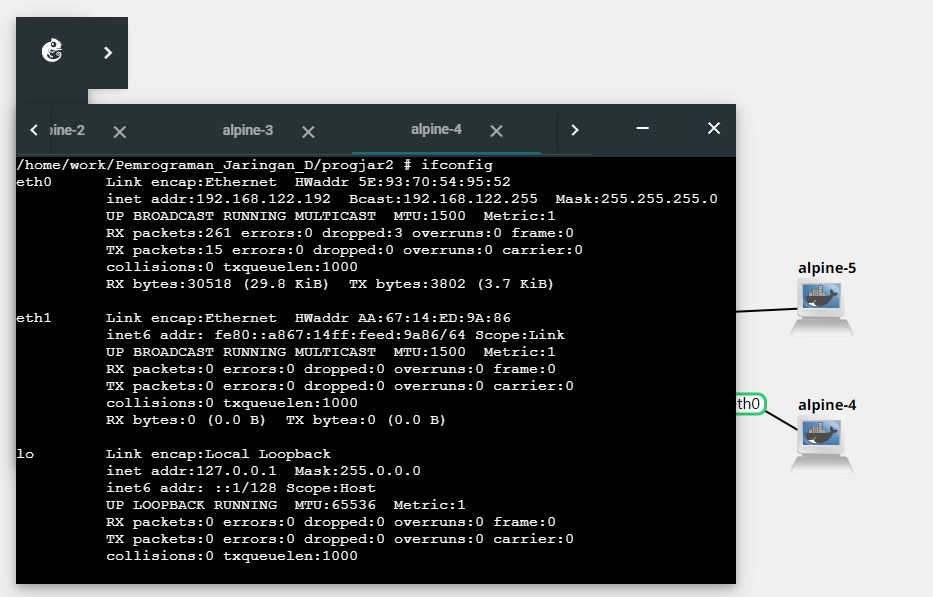 pine-2
alpine-3
alpine-4
/home/work/Pemrograman_Jaringan_D/progjar2 # ifconfig
eth0      Link encap:Ethernet  HWaddr 5E:93:70:54:95:52
          inet addr:192.168.122.192  Bcast:192.168.122.255  Mask:255.255.255.0
          UP BROADCAST RUNNING MULTICAST  MTU:1500  Metric:1
          RX packets:261 errors:0 dropped:3 overruns:0 frame:0
          TX packets:15 errors:0 dropped:0 overruns:0 carrier:0
          collisions:0 txqueuelen:1000
          RX bytes:30518 (29.8 KiB)  TX bytes:3802 (3.7 KiB)
eth1      Link encap:Ethernet  HWaddr AA:67:14:ED:9A:86
          inet6 addr: fe80::a867:14ff:feed:9a86/64 Scope:Link
          UP BROADCAST RUNNING MULTICAST  MTU:1500  Metric:1
          RX packets:0 errors:0 dropped:0 overruns:0 frame:0
          TX packets:0 errors:0 dropped:0 overruns:0 carrier:0
          collisions:0 txqueuelen:1000
          RX bytes:0 (0.0 B)  TX bytes:0 (0.0 B)
lo        Link encap:Local Loopback
          inet addr:127.0.0.1  Mask:255.0.0.0
          inet6 addr: ::1/128 Scope:Host
          UP LOOPBACK RUNNING  MTU:65536  Metric:1
          RX packets:0 errors:0 dropped:0 overruns:0 frame:0
          TX packets:0 errors:0 dropped:0 overruns:0 carrier:0
          collisions:0 txqueuelen:1000
alpine-5
th0
alpine-4